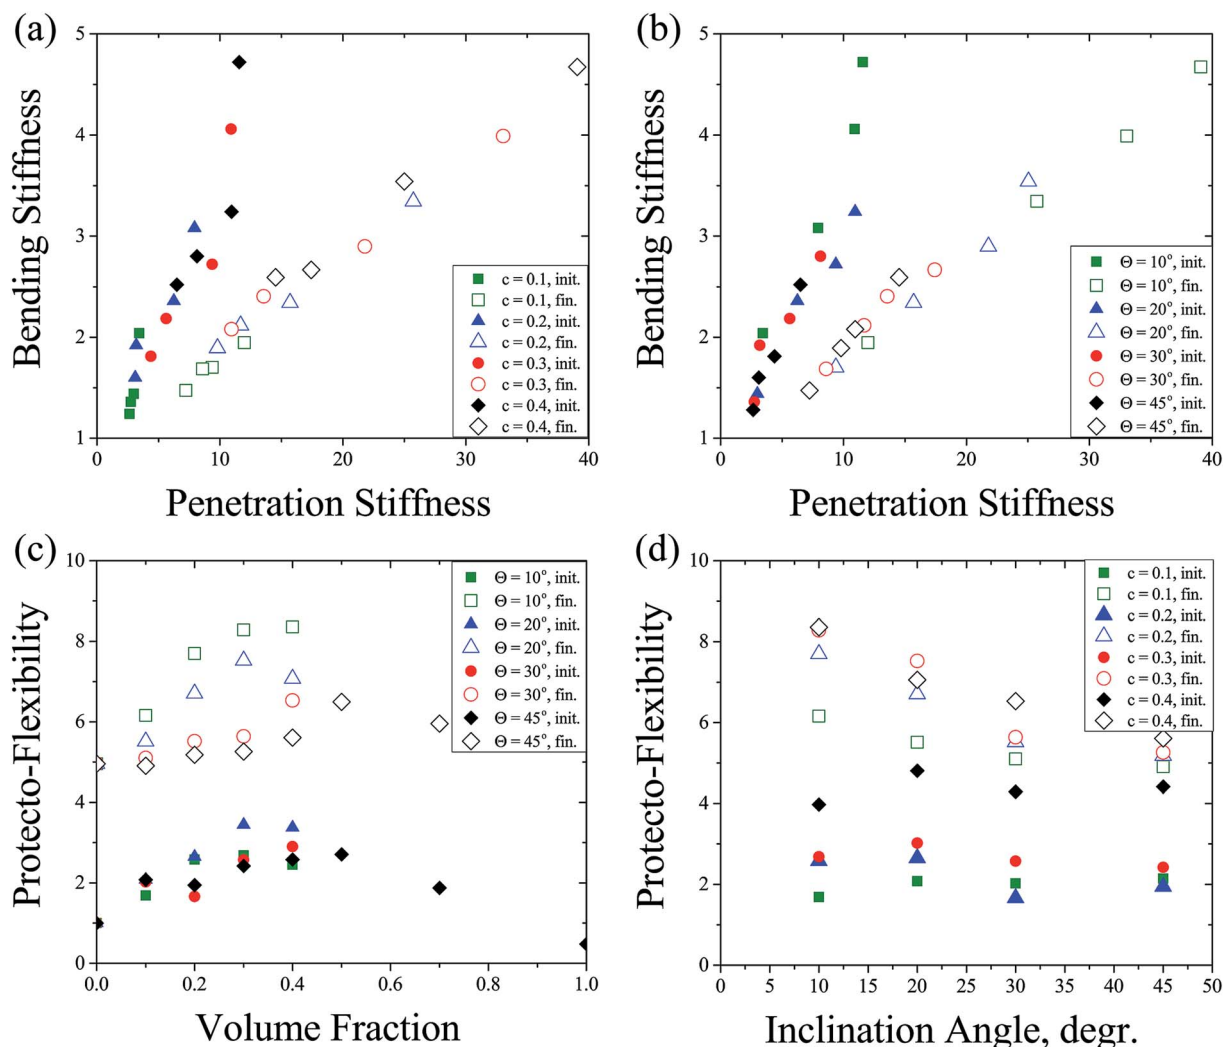 (a)
5
4
3
2
1
Bending Stiffness
c = 0.1, init.
c = 0.1, fin.
c = 0.2, init.
c = 0.2, fin.
c = 0.3, init.
c = 0.3, fin.
c = 0.4, init.
c = 0.4, fin.
0 10 20 30 40
Penetration Stiffness
(b)
5
4
3
2
1
Bending Stiffness
Θ = 10°, init.
Θ = 10°, fin.
Θ = 20°, init.
Θ = 20°, fin.
Θ = 30°, init.
Θ = 30°, fin.
Θ = 45°, init.
Θ = 45°, fin.
0 10 20 30 40
Penetration Stiffness
(c)
10
8
6
4
2
0
Protecto-Flexibility
Θ = 10°, init.
Θ = 10°, fin.
Θ = 20°, init.
Θ = 20°, fin.
Θ = 30°, init.
Θ = 30°, fin.
Θ = 45°, init.
Θ = 45°, fin.
0.0 0.2 0.4 0.6 0.8 1.0
Volume Fraction
(d)
10
8
6
4
2
0
Protecto-Flexibility
c = 0.1, init.
c = 0.1, fin.
c = 0.2, init.
c = 0.2, fin.
c = 0.3, init.
c = 0.3, fin.
c = 0.4, init.
c = 0.4, fin.
0 5 10 15 20 25 30 35 40 45 50
Inclination Angle, degr.